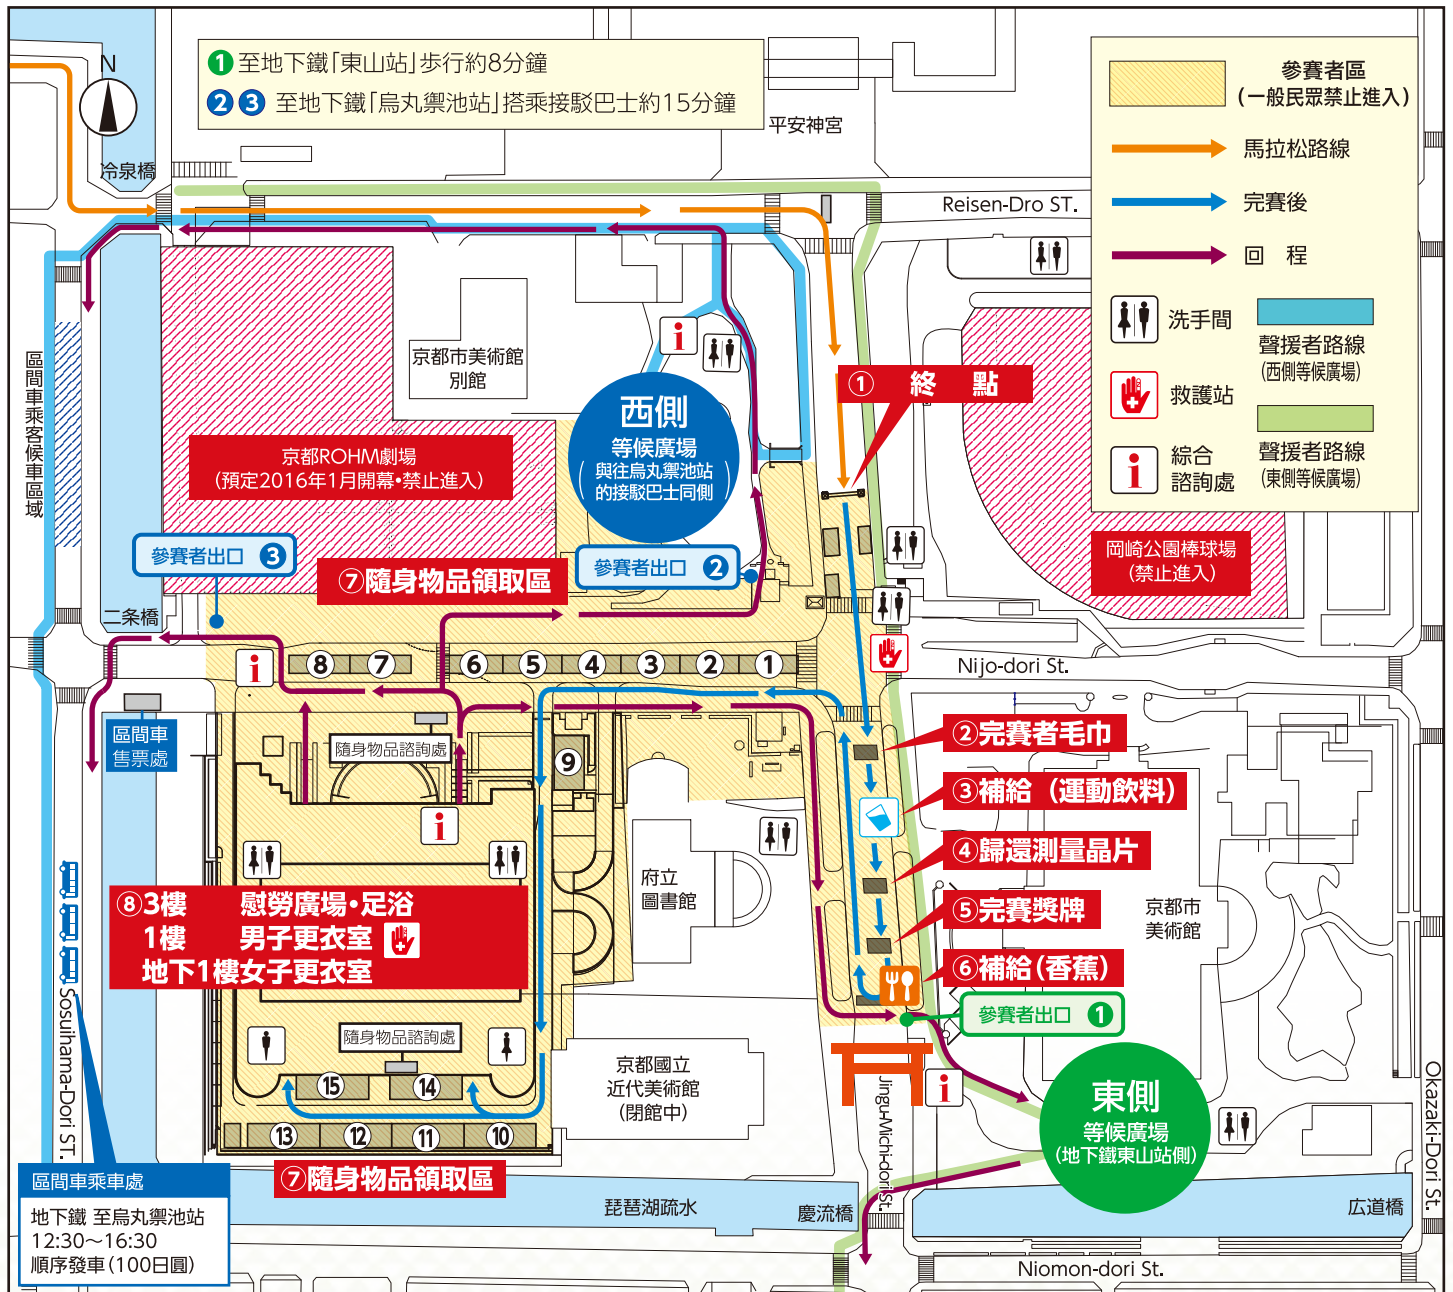 N
❶至地下鐵「東山站」步行約8分鐘
❷❸ 至地下鐵「烏丸禦池站」搭乘接駁巴士約15分鐘
冷泉橋
平安神宮
Reisen-Dro ST.
參賽者區
(一般民眾禁止進入)
馬拉松路線
完賽後
回 程
洗手間
救護站
i
綜合
諮詢處
聲援者路線
(西側等候廣場)
聲援者路線
(東側等候廣場)
區間車乘客候車區域
京都市美術館
別館
i
西側
等候廣場
(與往烏丸禦池站
的接駁巴士同側)
① 終 點
京都ROHM劇場
(預定2016年1月開幕•禁止進入)
岡崎公園棒球場
(禁止進入)
參賽者出口 ❸
參賽者出口 ❷
⑦隨身物品領取區
二条橋
i
⑧ ⑦ ⑥ ⑤ ④ ③ ② ①
Nijo-dori St.
區間車
售票處
隨身物品諮詢處
⑨
i
②完賽者毛巾
③補給（運動飲料）
④歸還測量晶片
⑤完賽獎牌
⑥補給(香蕉)
府立
圖書館
京都市
美術館
⑧3樓 慰勞廣場•足浴
1樓 男子更衣室
地下1樓女子更衣室
參賽者出口 ❶
隨身物品諮詢處
⑮ ⑭
⑬ ⑫ ⑪ ⑩
京都國立
近代美術館
(閉館中)
i
東側
等候廣場
(地下鐵東山站側)
Sosuihama-Dori ST.
Jingu-Michi-dori St.
Okazaki-Dori St.
⑦隨身物品領取區
區間車乘車處
地下鐵 至烏丸禦池站
12:30～16:30
順序發車(100日圓)
琵琶湖疏水
慶流橋
広道橋
Niomon-dori St.